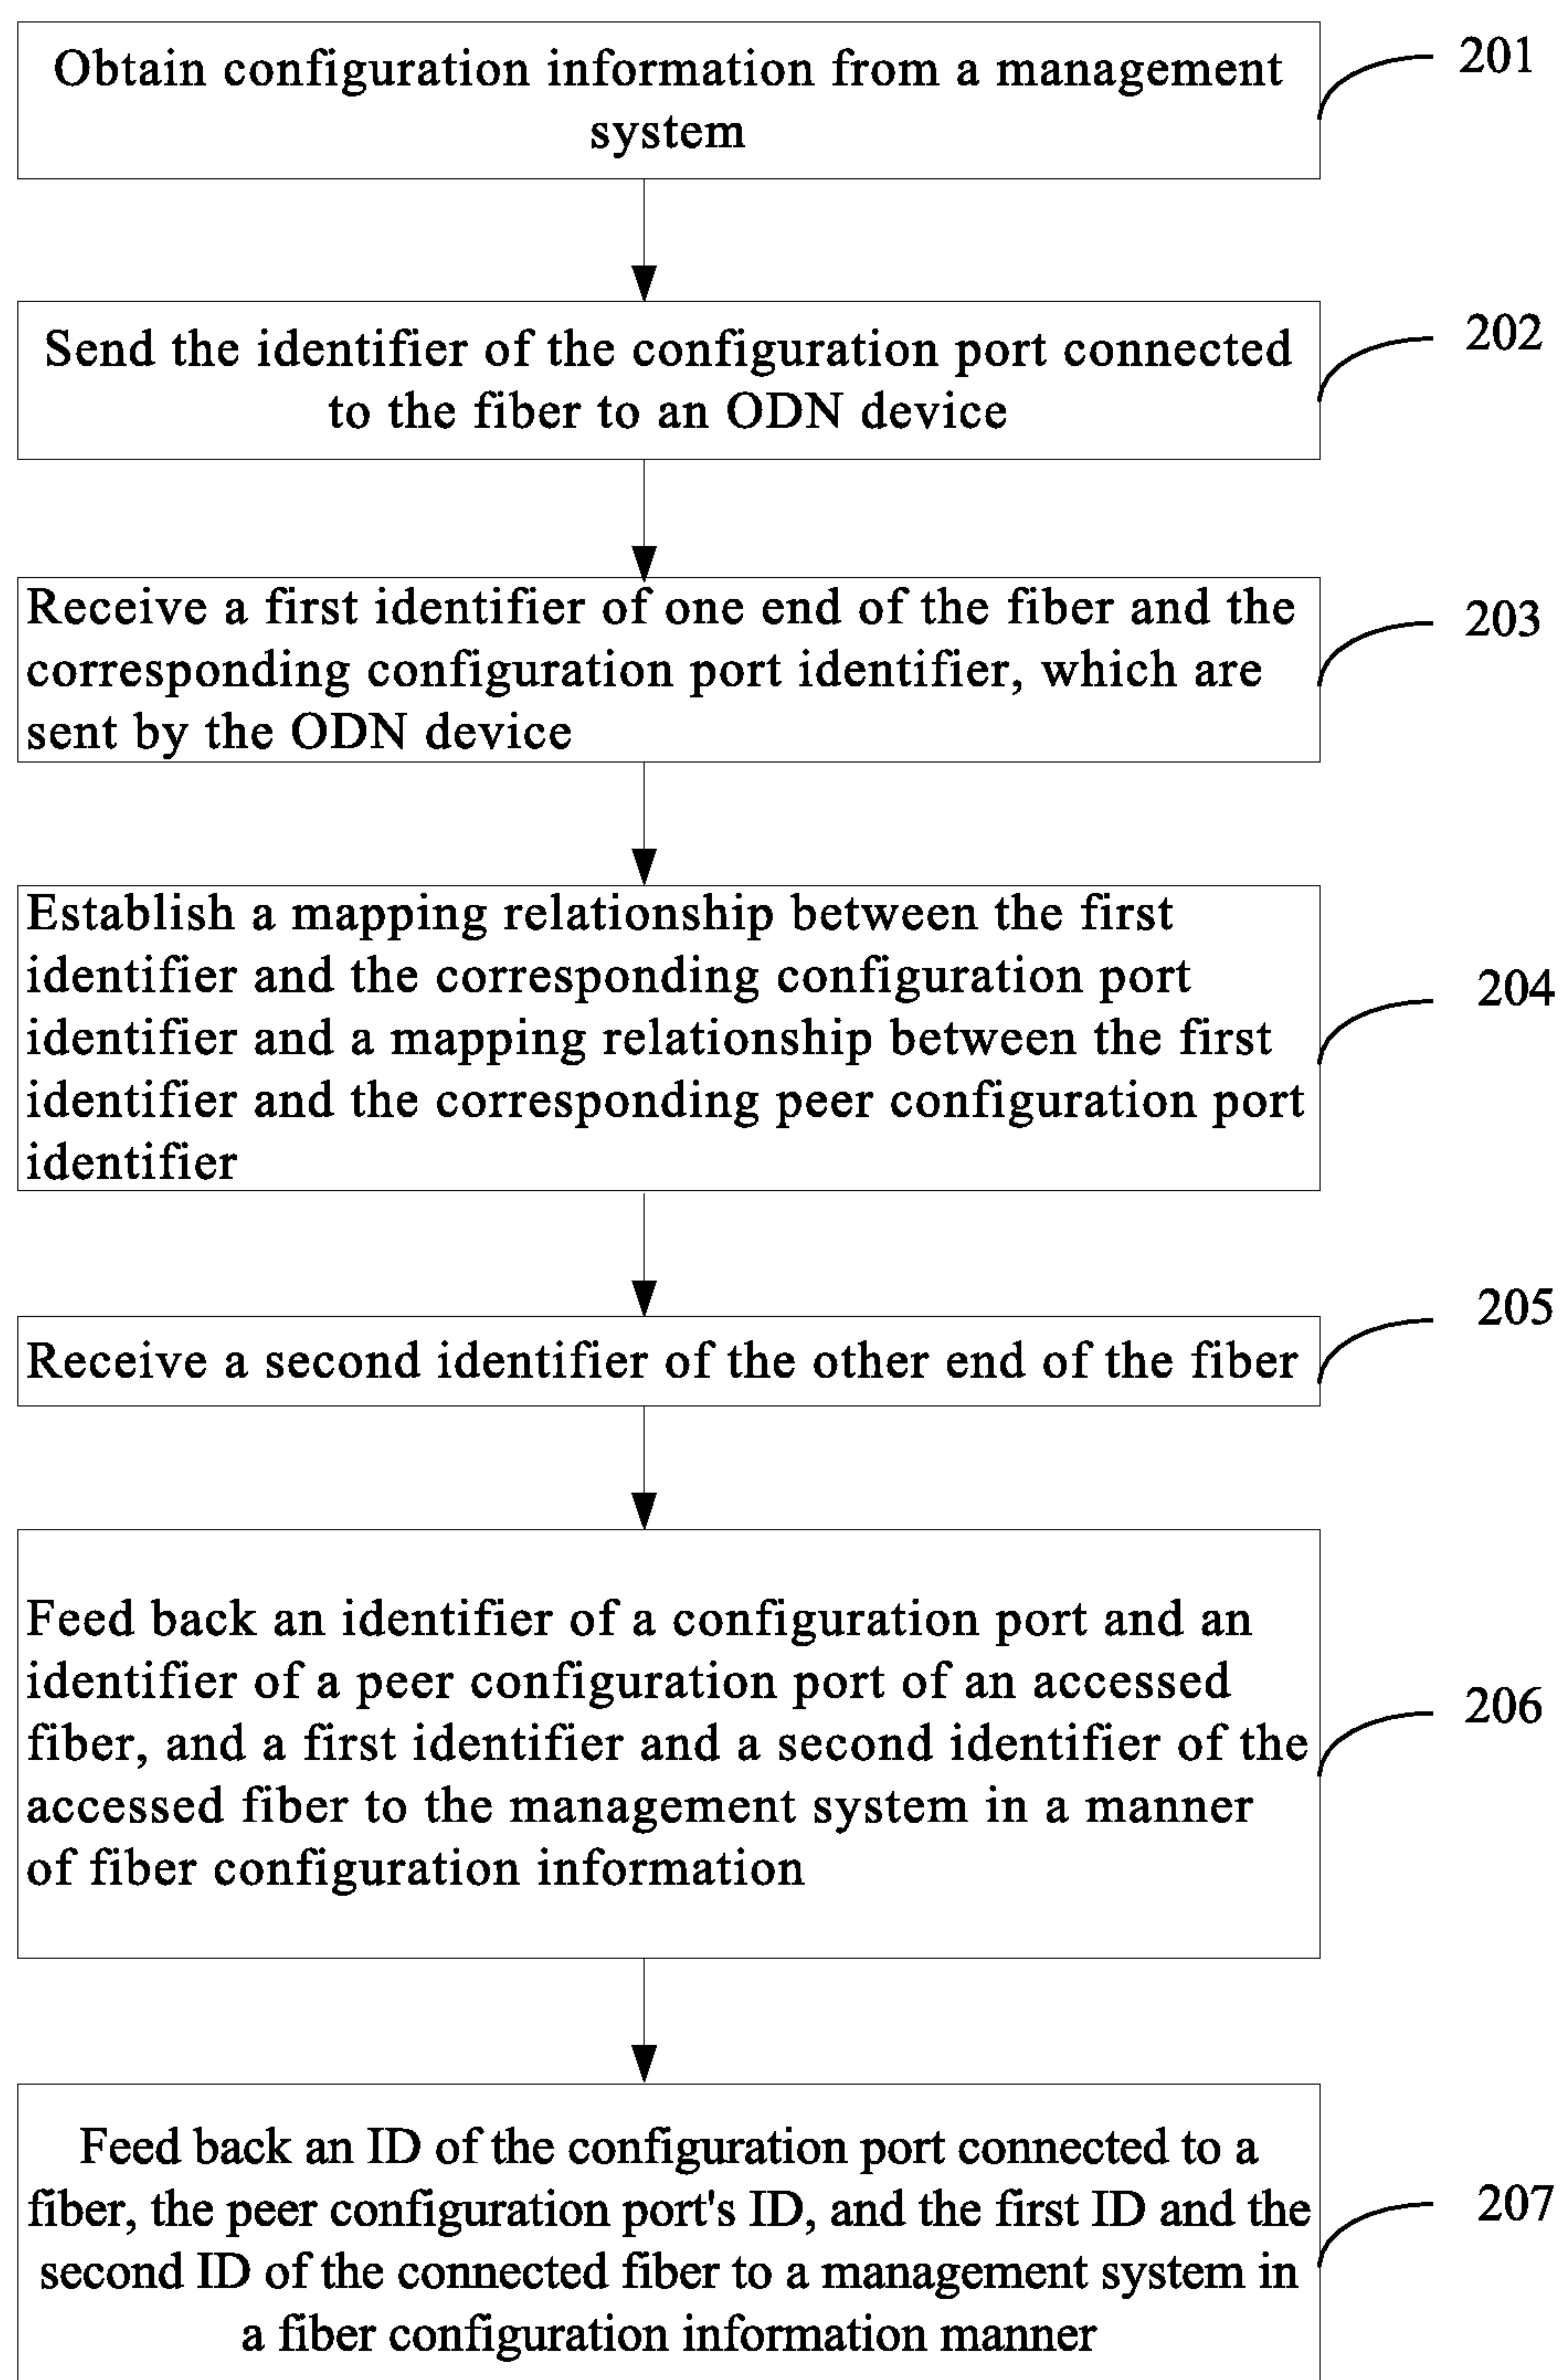 Obtain configuration information from a management
system
201
Send the identifier of the configuration port connected
to the fiber to an ODN device
202
Receive a first identifier of one end of the fiber and the
corresponding configuration port identifier, which are
sent by the ODN device
203
Establish a mapping relationship between the first
identifier and the corresponding configuration port
identifier and a mapping relationship between the first
identifier and the corresponding peer configuration port
identifier
204
Receive a second identifier of the other end of the fiber
205
Feed back an identifier of a configuration port and an
identifier of a peer configuration port of an accessed
fiber, and a first identifier and a second identifier of the
accessed fiber to the management system in a manner
of fiber configuration information
206
Feed back an ID of the configuration port connected to a
fiber, the peer configuration port's ID, and the first ID and the
second ID of the connected fiber to a management system in
a fiber configuration information manner
207